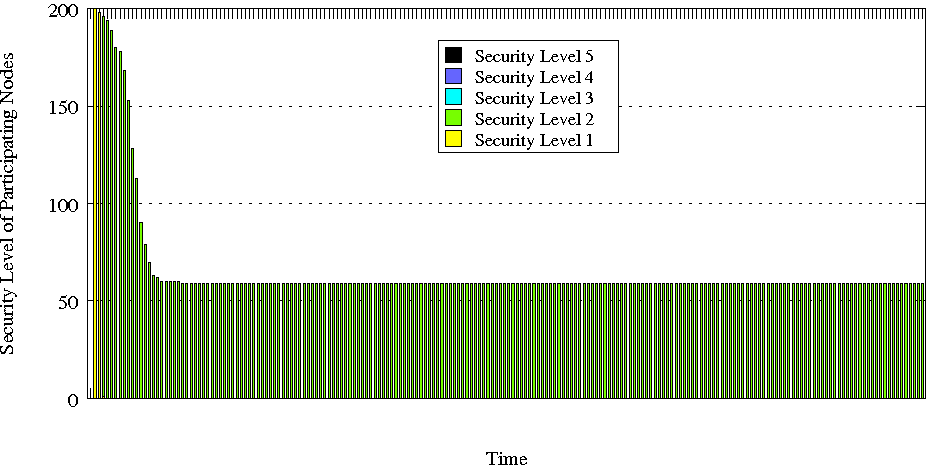 200
150
100
50
0
Security Level of Participating Nodes
Security Level 5
Security Level 4
Security Level 3
Security Level 2
Security Level 1
Time